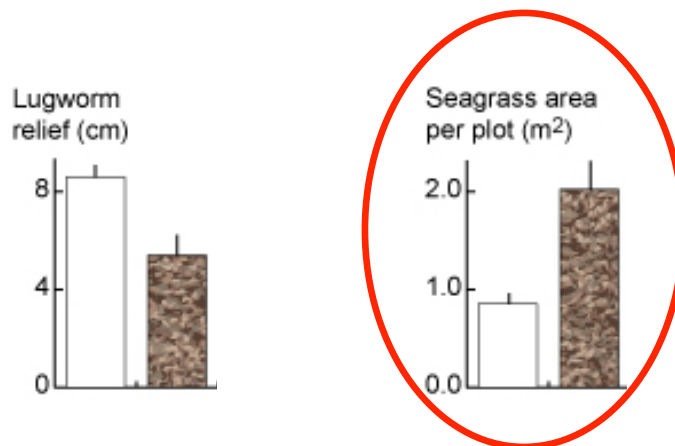 Lugworm
relief (cm)
8
4
0
Seagrass area
per plot (m²)
2.0
1.0
0.0